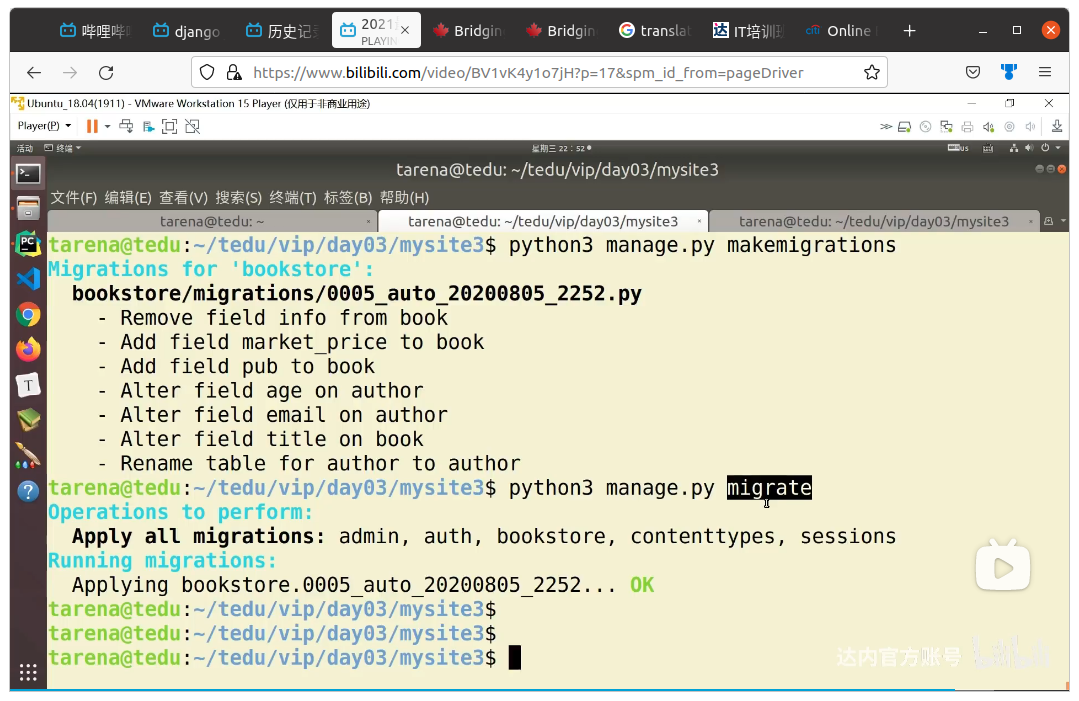 哔哩哔
django
历史记
2021
PLAYIN
Bridgin
Bridgin
translat
IT培训
Online
https://www.bilibili.com/video/BV1vK4y1o7jH?p=17&spm_id_from=pageDriver
Ubuntu_18.04(1911) - VMware Workstation 15 Player (仅用于非商业用途)
Player(P)
活动 终端 星期三 22:52
tarena@tedu: ~/tedu/vip/day03/mysite3
文件(F) 编辑(E) 查看(V) 搜索(S) 终端(T) 标签(B) 帮助(H)
tarena@tedu: ~
tarena@tedu: ~/tedu/vip/day03/mysite3
tarena@tedu: ~/tedu/vip/day03/mysite3
tarena@tedu:~/tedu/vip/day03/mysite3$ python3 manage.py makemigrations
Migrations for 'bookstore':
bookstore/migrations/0005_auto_20200805_2252.py
- Remove field info from book
- Add field market_price to book
- Add field pub to book
- Alter field age on author
- Alter field email on author
- Alter field title on book
- Rename table for author to author
tarena@tedu:~/tedu/vip/day03/mysite3$ python3 manage.py migrate
Operations to perform:
Apply all migrations: admin, auth, bookstore, contenttypes, sessions
Running migrations:
Applying bookstore.0005_auto_20200805_2252... OK
tarena@tedu:~/tedu/vip/day03/mysite3$
tarena@tedu:~/tedu/vip/day03/mysite3$
tarena@tedu:~/tedu/vip/day03/mysite3$
达内官方账号